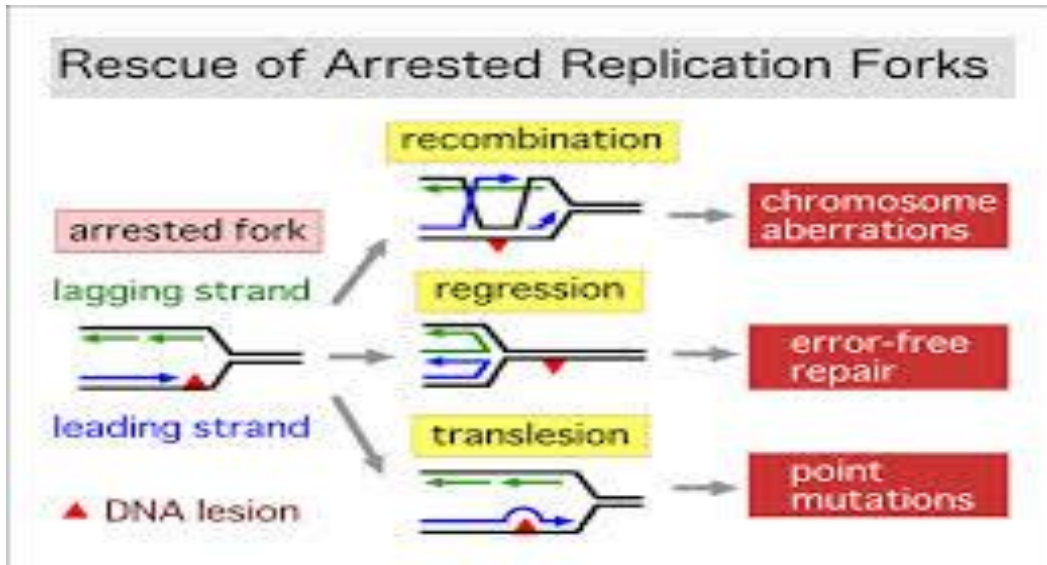 Rescue of Arrested Replication Forks
recombination
chromosome
aberrations
arrested fork
lagging strand
regression
error-free
repair
leading strand
translesion
point
mutations
DNA lesion